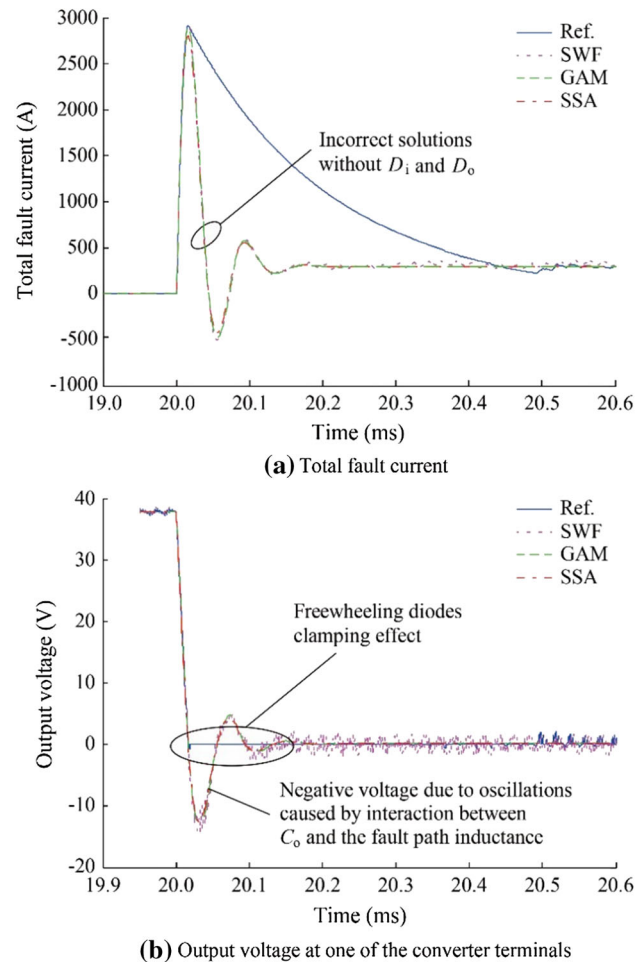 3000
2500
2000
1500
1000
500
0
-500
-1000
Total fault current (A)
Ref.
SWF
GAM
SSA
Incorrect solutions
without Di and Do
19.0
20.0
20.1
20.2
20.3
20.4
20.5
20.6
Time (ms)
(a) Total fault current
40
30
20
10
0
-10
-20
Output voltage (V)
Ref.
SWF
GAM
SSA
Freewheeling diodes
clamping effect
Negative voltage due to oscillations
caused by interaction between
Co and the fault path inductance
19.9
20.0
20.1
20.2
20.3
20.4
20.5
20.6
Time (ms)
(b) Output voltage at one of the converter terminals